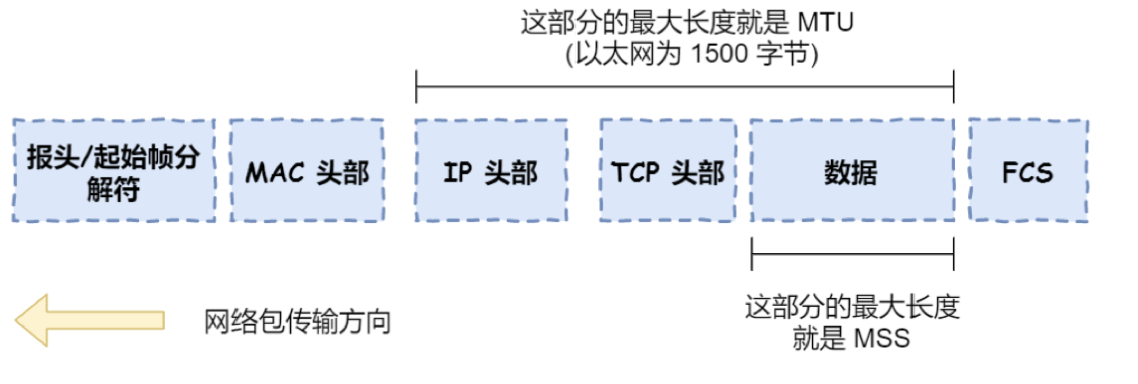 这部分的最大长度就是 MTU
(以太网为 1500 字节)
报头/起始帧分
解符
MAC 头部
IP 头部
TCP 头部
数据
FCS
这部分的最大长度
就是 MSS
网络包传输方向